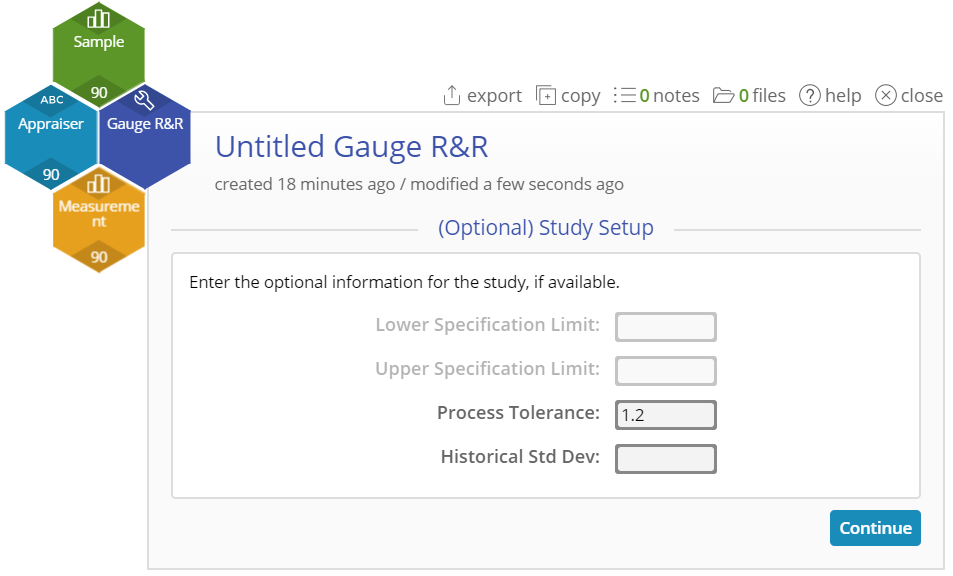 Sample
90
ABC
Appraiser
90
Gauge R&R
Measureme
nt
90
export copy 0 notes 0 files ? help close
Untitled Gauge R&R
created 18 minutes ago / modified a few seconds ago
(Optional) Study Setup
Enter the optional information for the study, if available.
Lower Specification Limit:
Upper Specification Limit:
Process Tolerance: 1.2
Historical Std Dev:
Continue